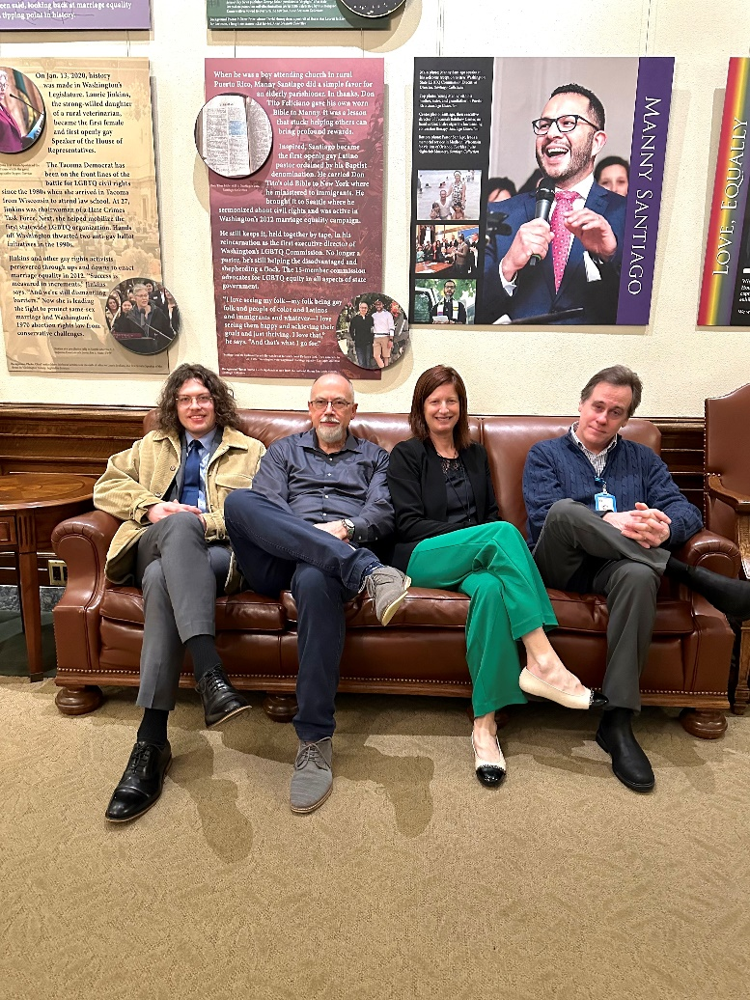 een said, looking back at marriage equality
tipping point in history.
On Jan. 13, 2020, history
was made in Washington's
Legislature. Laurie Jinkins,
the strong-willed daughter
of a rural veterinarian,
became the first female
and first openly gay
Speaker of the House of
Representatives.
The Tacoma Democrat has
been on the front lines of the
battle for LGBTQ civil rights
since the 1980s when she arrived in Tacoma
from Wisconsin to attend law school. At 27,
Jinkins was chairwoman of a Hate Crimes
Task Force. Next, she helped mobilize the
first statewide LGBTQ organization. Hands
off Washington thwarted two anti-gay ballot
initiatives in the 1990s.
Jinkins and other gay rights activists
persevered through ups and downs to enact
marriage equality in 2012. "Success is
measured in increments," Jinkins
says. "And we're still dismantling
barriers." Now she is leading
the fight to protect same-sex
marriage and Washington's
1970 abortion rights law from
conservative challenges.
When he was a boy attending church in rural
Puerto Rico, Manny Santiago did a simple favor for
an elderly parishioner. In thanks, Don
Tito Feliciano gave his own worn
Bible to Manny. It was a lesson
that stuck: helping others can
bring profound rewards.
Inspired, Santiago became
the first openly gay Latino
pastor ordained by his Baptist
denomination. He carried Don
Tito's old Bible to New York where
he ministered to immigrants. He
brought it to Seattle where he
sermonized about civil rights and was active in
Washington's 2012 marriage equality campaign.
He still keeps it, held together by tape, in his
reincarnation as the first executive director of
Washington's LGBTQ Commission. No longer a
pastor, he's still helping the disadvantaged and
shepherding a flock. The 15-member commission
advocates for LGBTQ equity in all aspects of state
government.
"I love seeing my folk—my folk being gay
folk and people of color and Latinos
and immigrants and whatever—I love
seeing them happy and achieving their
goals and just thriving. I love that,"
he says. "And that's what I go for."
MANNY SANTIAGO
LOVE, EQUALLY